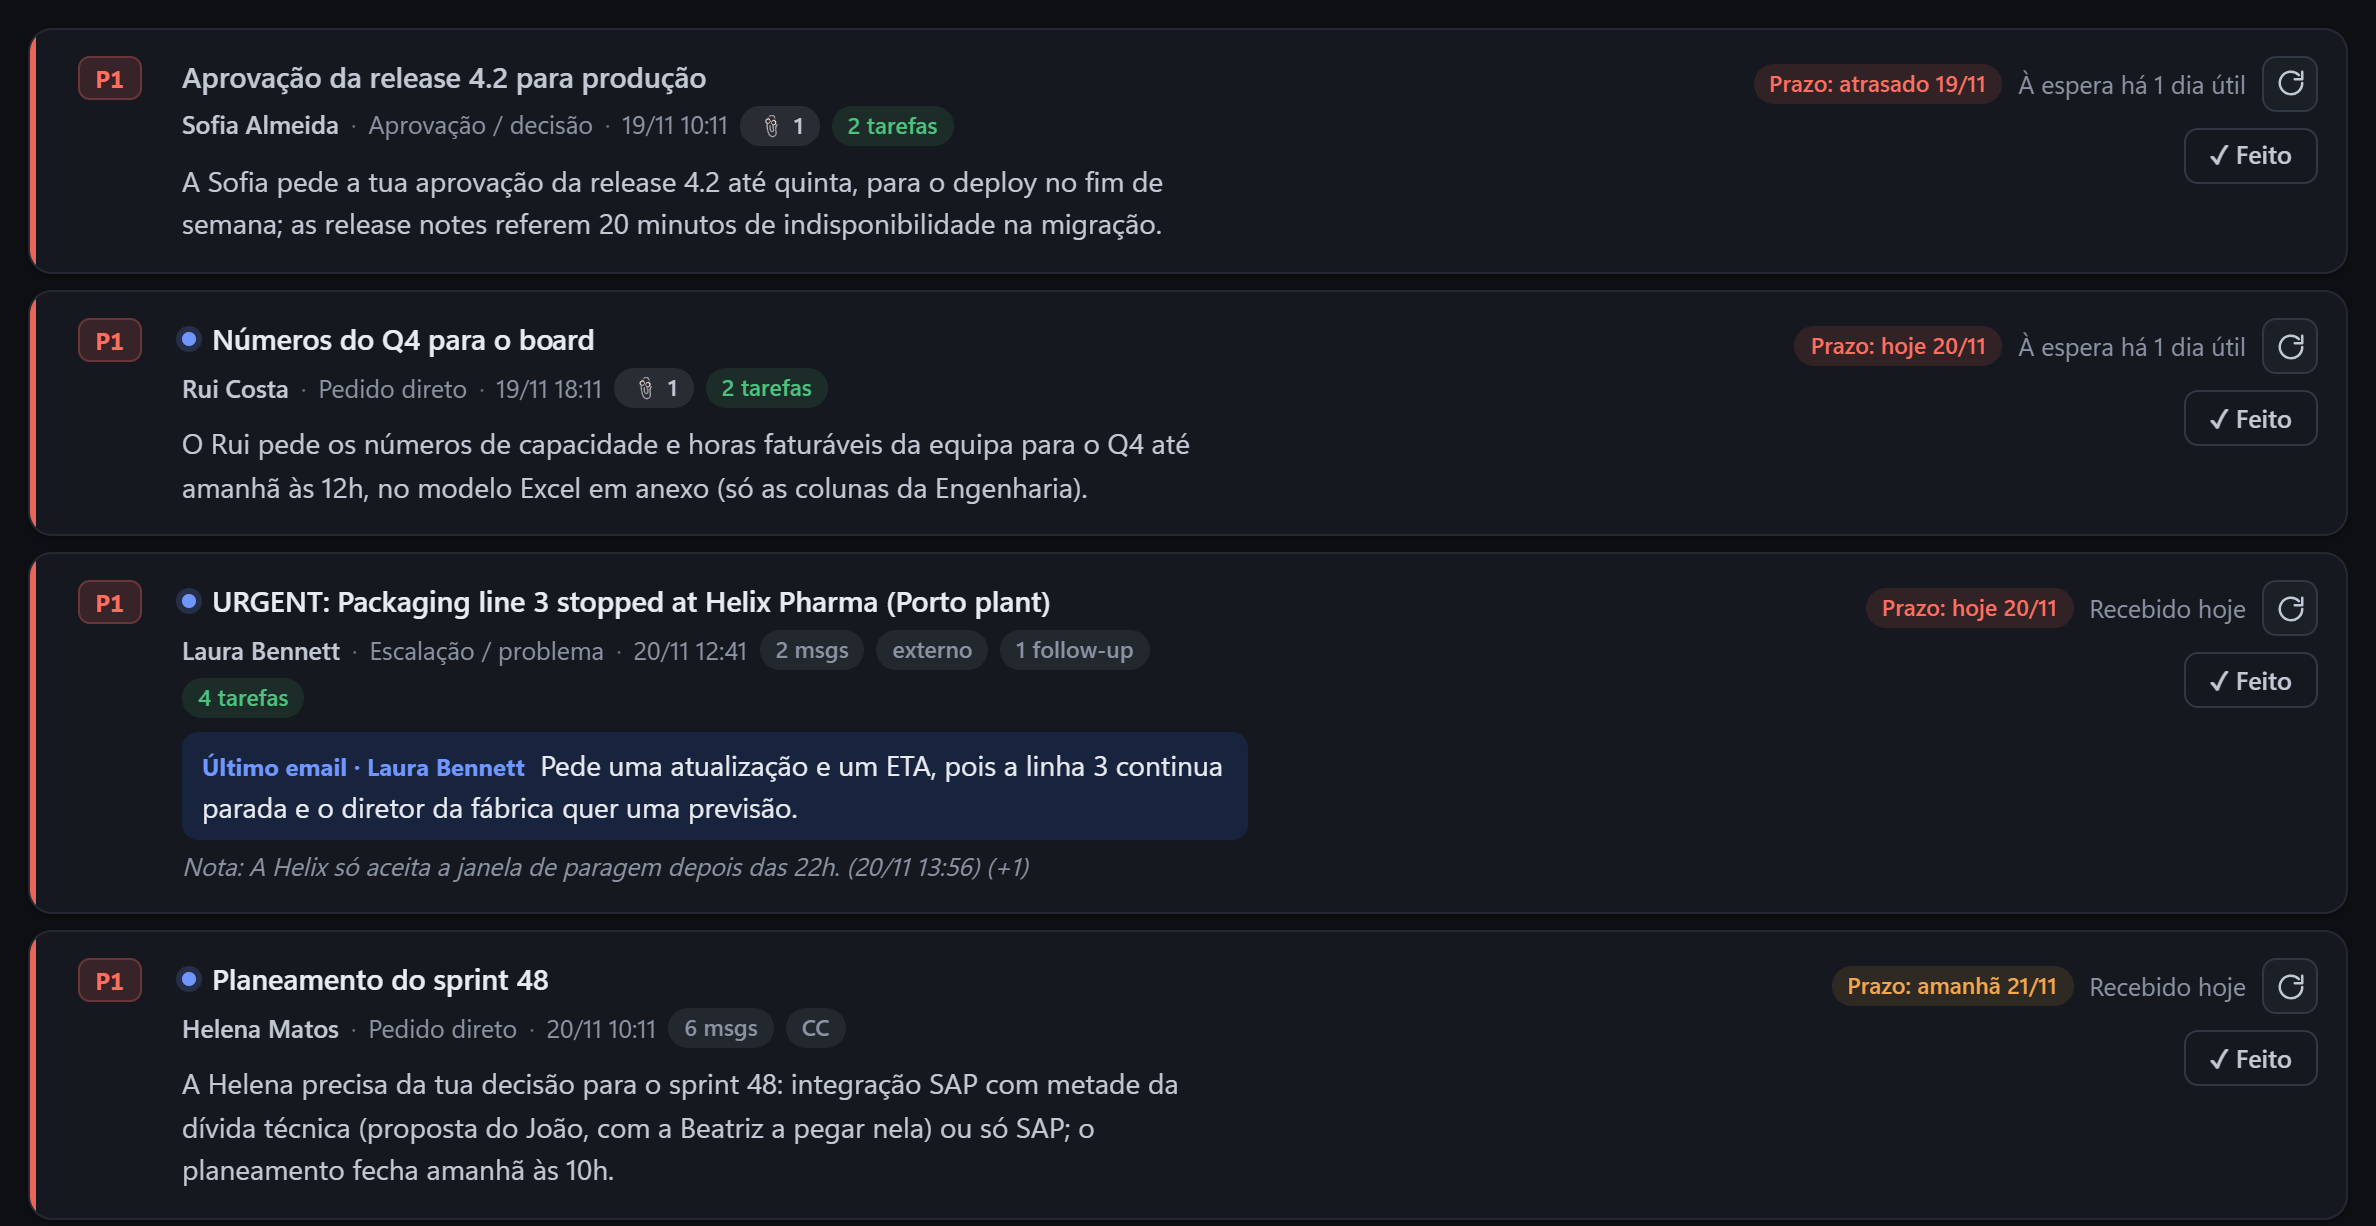 P1 Aprovação da release 4.2 para produção Prazo: atrasado 19/11 À espera há 1 dia útil
Sofia Almeida · Aprovação / decisão · 19/11 10:11 1 2 tarefas
✓ Feito
A Sofia pede a tua aprovação da release 4.2 até quinta, para o deploy no fim de
semana; as release notes referem 20 minutos de indisponibilidade na migração.
P1 Números do Q4 para o board Prazo: hoje 20/11 À espera há 1 dia útil
Rui Costa · Pedido direto · 19/11 18:11 1 2 tarefas
✓ Feito
O Rui pede os números de capacidade e horas faturáveis da equipa para o Q4 até
amanhã às 12h, no modelo Excel em anexo (só as colunas da Engenharia).
P1 URGENT: Packaging line 3 stopped at Helix Pharma (Porto plant) Prazo: hoje 20/11 Recebido hoje
Laura Bennett · Escalação / problema · 20/11 12:41 2 msgs externo 1 follow-up
✓ Feito
4 tarefas
Último email · Laura Bennett Pede uma atualização e um ETA, pois a linha 3 continua
parada e o diretor da fábrica quer uma previsão.
Nota: A Helix só aceita a janela de paragem depois das 22h. (20/11 13:56) (+1)
P1 Planeamento do sprint 48 Prazo: amanhã 21/11 Recebido hoje
Helena Matos · Pedido direto · 20/11 10:11 6 msgs CC
✓ Feito
A Helena precisa da tua decisão para o sprint 48: integração SAP com metade da
dívida técnica (proposta do João, com a Beatriz a pegar nela) ou só SAP; o
planeamento fecha amanhã às 10h.